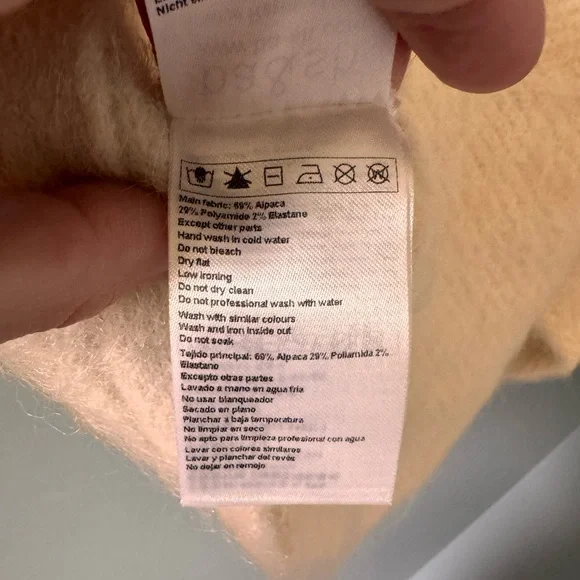 Nicht
ba&sh
Main fabric: 69% Alpaca
29% Polyamide 2% Elastane
Except other parts
Hand wash in cold water
Do not bleach
Dry flat
Low ironing
Do not dry clean
Do not professional wash with water
Wash with similar colours
Wash and iron inside out
Do not soak
Tejido principal: 69% Alpaca 29% Poliamida 2%
Elastano
Excepto otras partes
Lavado a mano en agua fria
No usar blanqueador
Secado en plano
Planchar a baja temperatura
No limpiar en seco
No apto para limpieza profesional con agua
Lavar con colores similares
Lavar y planchar del revés
No dejar en remojo